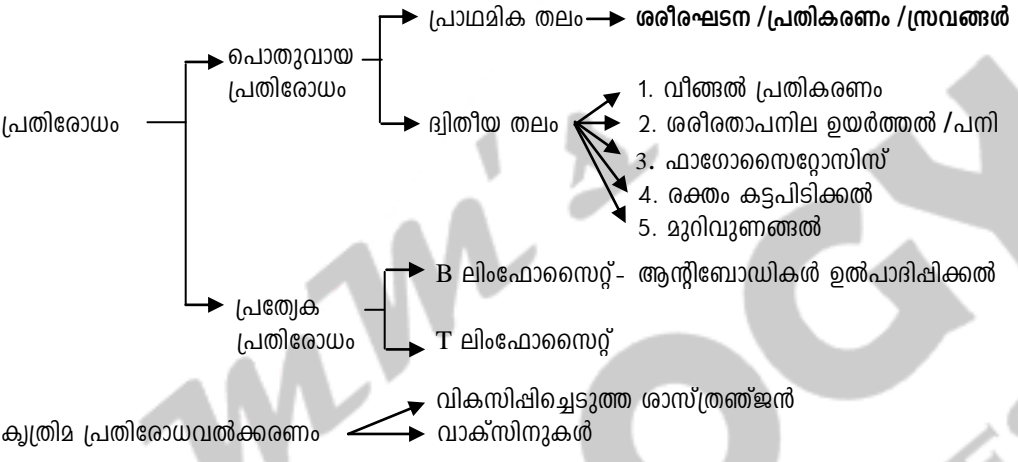 പ്രാഥമിക തലം ശരീരഘടന /പ്രതികരണം /സ്രവങ്ങൾ
പൊതുവായ
പ്രതിരോധം
1. വീങ്ങൽ പ്രതികരണം
പ്രതിരോധം
ദ്വിതീയ തലം
2. ശരീരതാപനില ഉയർത്തൽ /പനി
3. ഫാഗോസൈറ്റോസിസ്
4. രക്തം കട്ടപിടിക്കൽ
5. മുറിവുണങ്ങൽ
B ലിംഫോസൈറ്റ് - ആന്റിബോഡികൾ ഉൽപാദിപ്പിക്കൽ
പ്രത്യേക
പ്രതിരോധം
T ലിംഫോസൈറ്റ്
വികസിപ്പിച്ചെടുത്ത ശാസ്ത്രഞ്ജൻ
കൃത്രിമ പ്രതിരോധവൽക്കരണം
വാക്സിനുകൾ